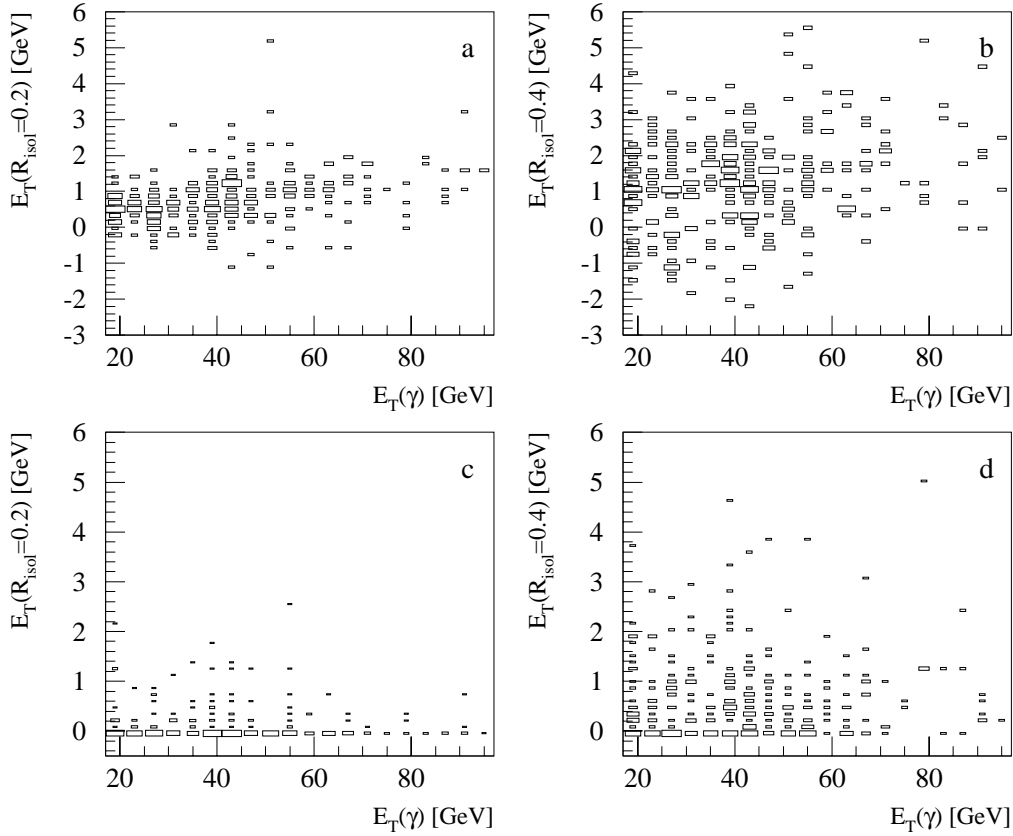 E_T(R_isol=0.2) [GeV]
6
5
4
3
2
1
0
-1
-2
-3
a
20 40 60 80
E_T(γ) [GeV]
E_T(R_isol=0.4) [GeV]
6
5
4
3
2
1
0
-1
-2
-3
b
20 40 60 80
E_T(γ) [GeV]
E_T(R_isol=0.2) [GeV]
6
5
4
3
2
1
0
c
20 40 60 80
E_T(γ) [GeV]
E_T(R_isol=0.4) [GeV]
6
5
4
3
2
1
0
d
20 40 60 80
E_T(γ) [GeV]